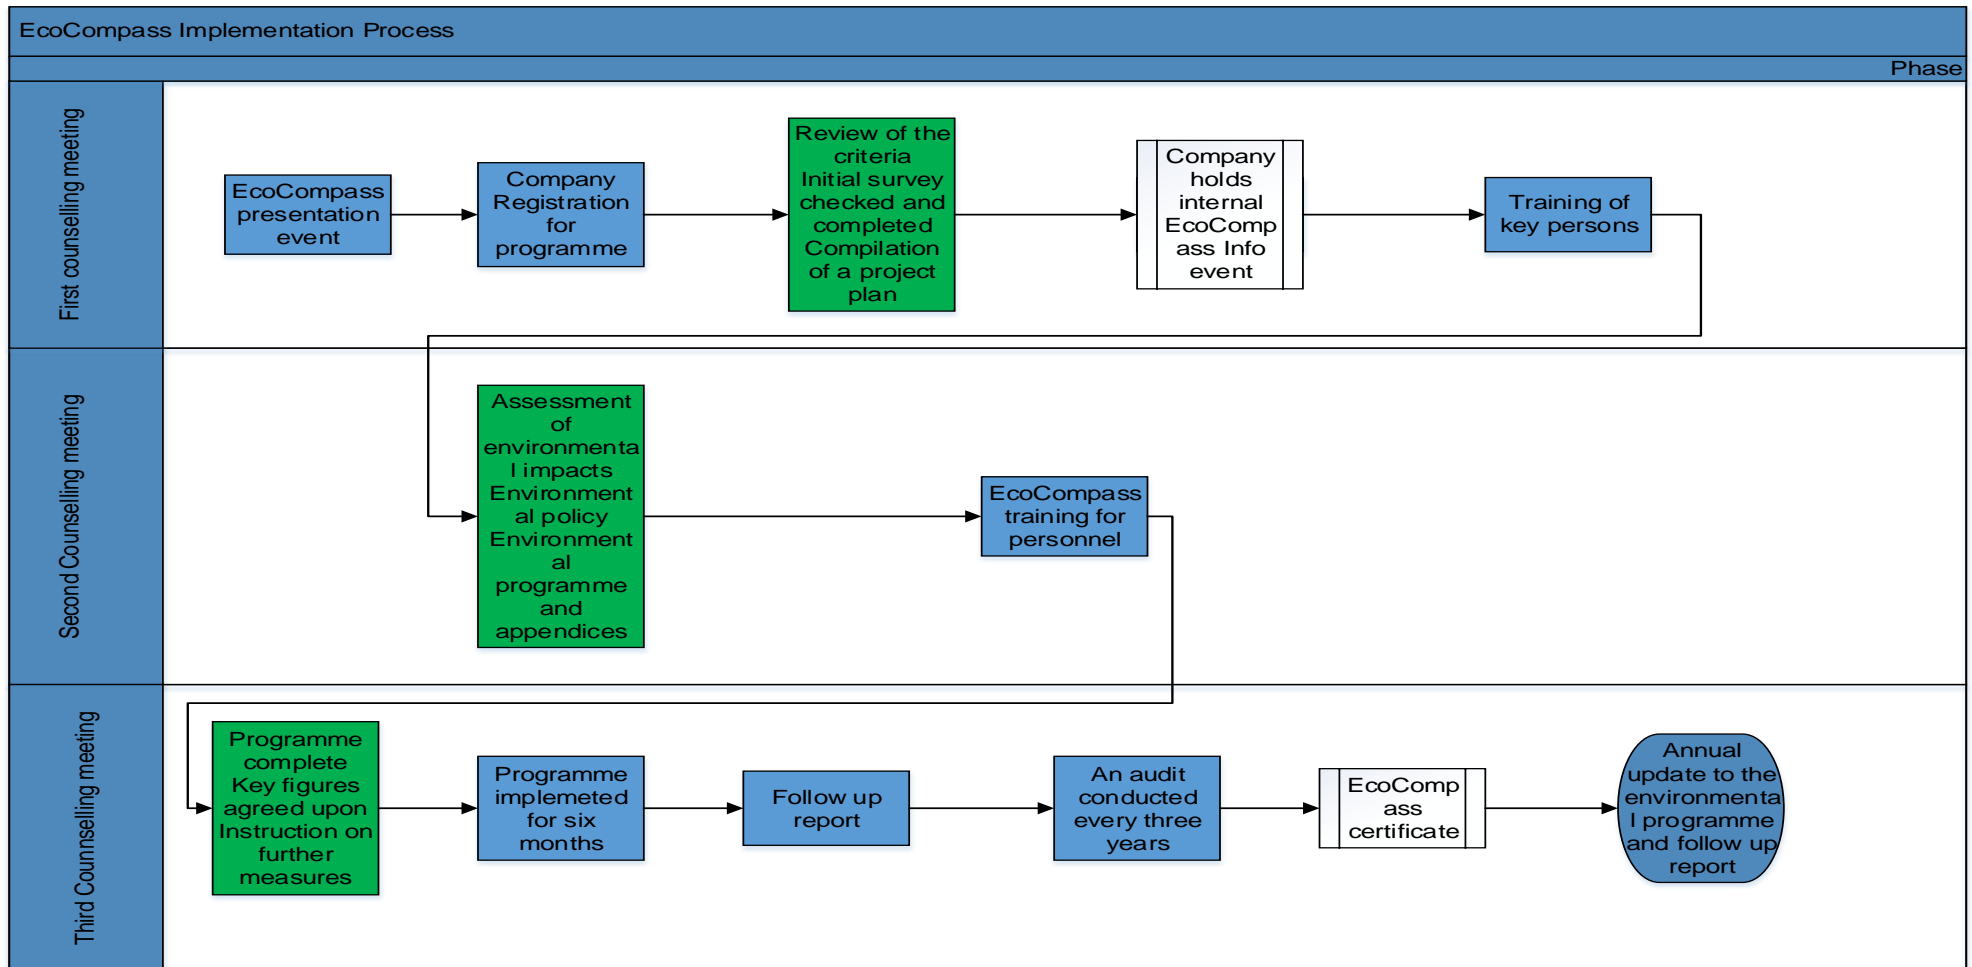 EcoCompass Implementation Process
Phase
First counselling meeting
EcoCompass
presentation
event
Company
Registration
for
programme
Review of the
criteria
Initial survey
checked and
completed
Compilation
of a project
plan
Company
holds
internal
EcoComp
ass Info
event
Training of
key persons
Second Counselling meeting
Assessment
of
environmenta
l impacts
Environment
al policy
Environment
al
programme
and
appendices
EcoCompass
training for
personnel
Third Counnselling meeting
Programme
complete
Key figures
agreed upon
Instruction on
further
measures
Programme
implemeted
for six
months
Follow up
report
An audit
conducted
every three
years
EcoComp
ass
certificate
Annual
update to the
environmenta
l programme
and follow up
report